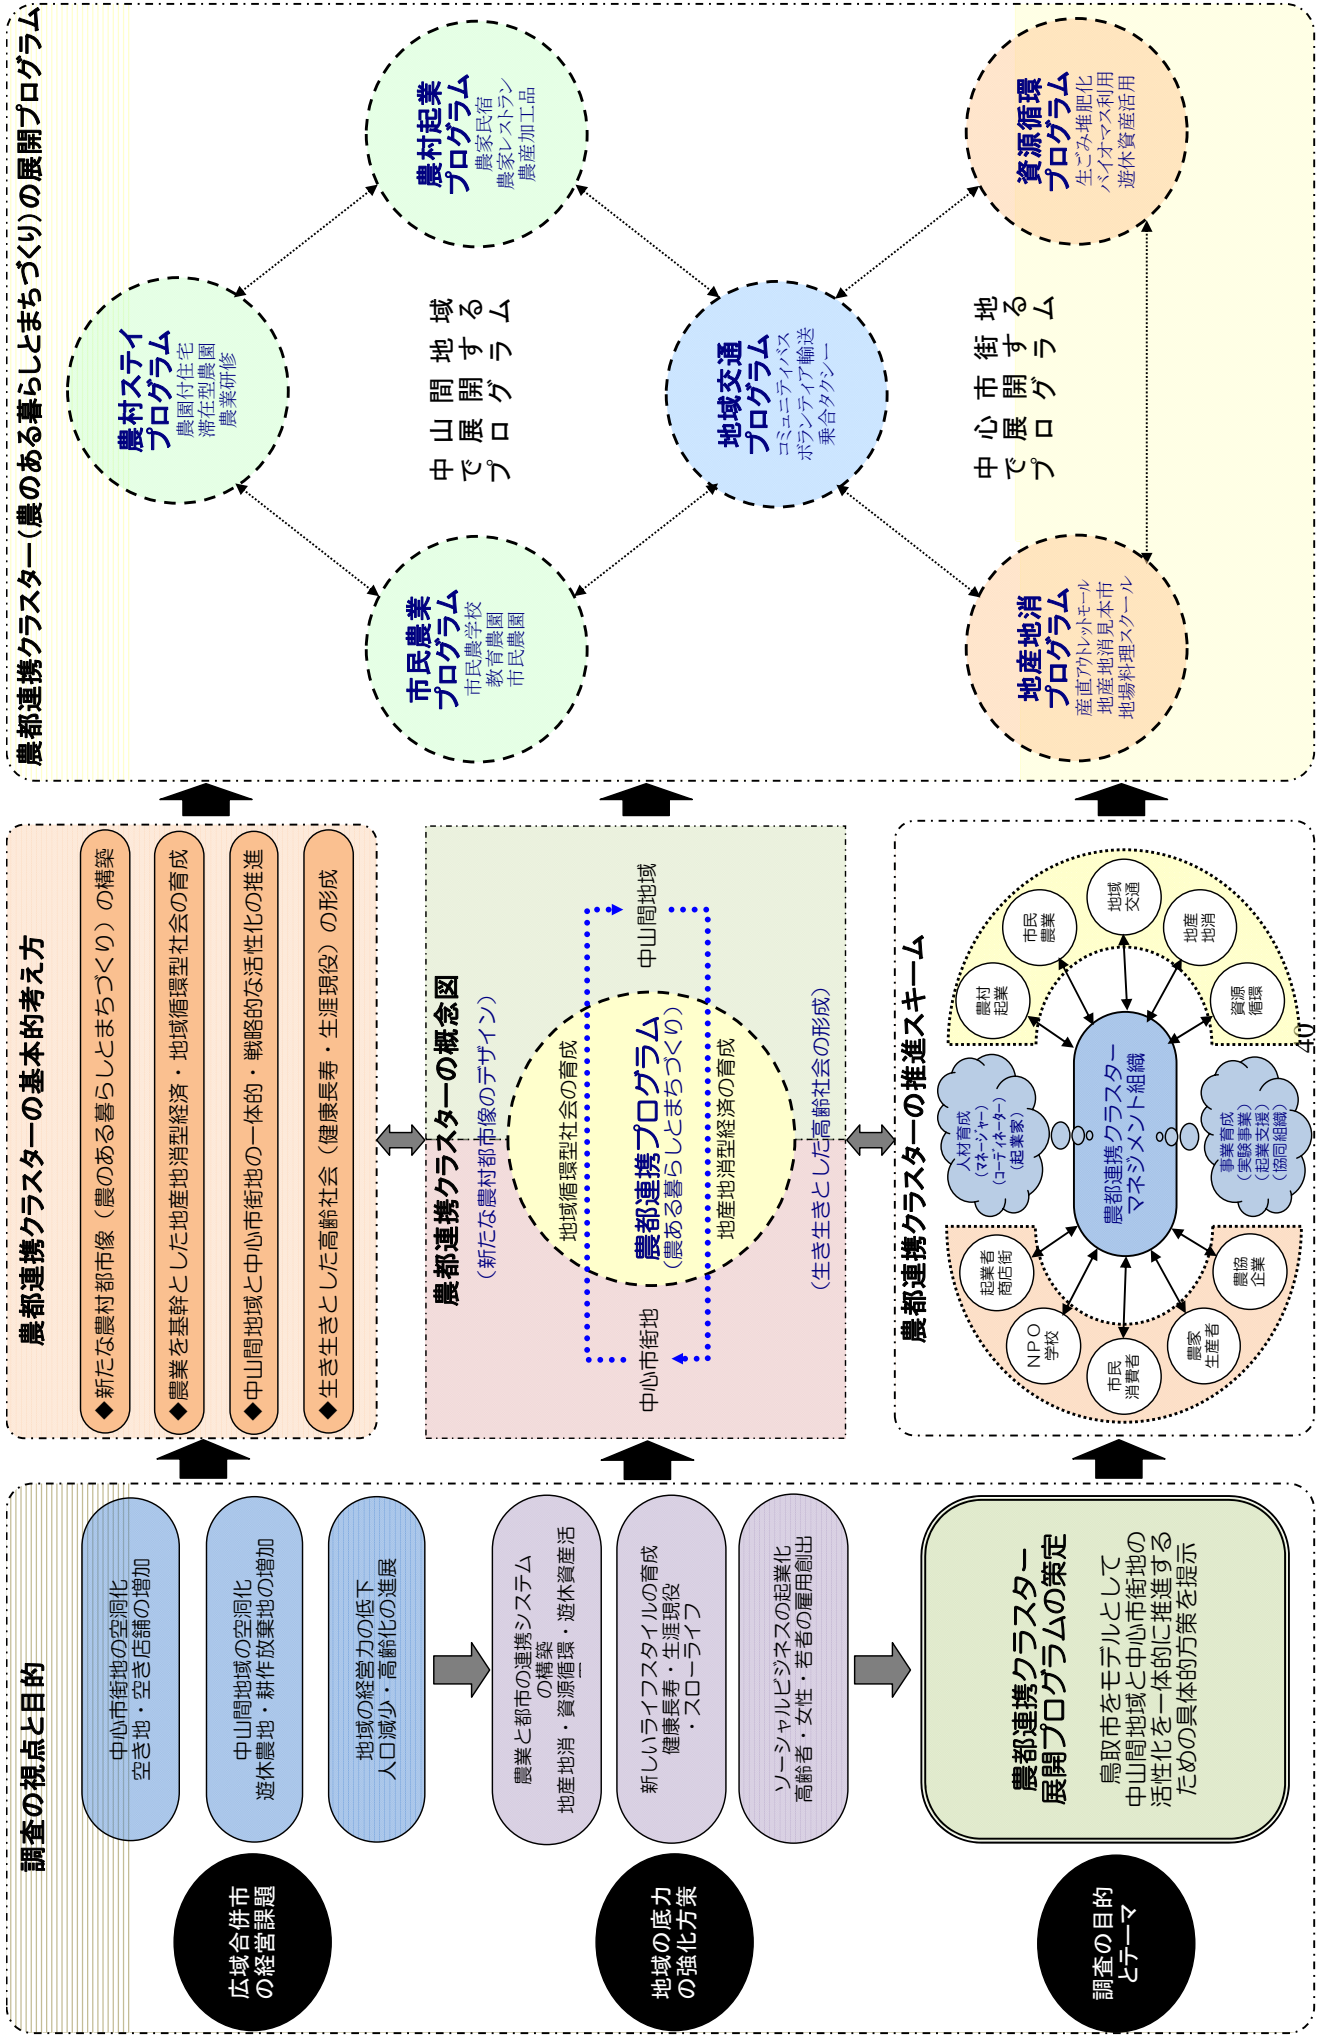 調査の視点と目的
広域合併市
の経営課題
中心市街地の空洞化
空き地・空き店舗の増加
中山間地域の空洞化
遊休農地・耕作放棄地の増加
地域の経営力の低下
人口減少・高齢化の進展
地域の底力
の強化方策
農業と都市の連携システム
の構築
地産地消・資源循環・遊休資産活
新しいライフスタイルの育成
健康長寿・生涯現役
・スローライフ
ソーシャルビジネスの起業化
高齢者・女性・若者の雇用創出
調査の目的
とテーマ
農都連携クラスター
展開プログラムの策定
鳥取市をモデルとして
中山間地域と中心市街地の
活性化を一体的に推進する
ための具体的方策を提示
農都連携クラスターの基本的考え方
◆新たな農村都市像（農のある暮らしとまちづくり）の構築
◆農業を基幹とした地産地消型経済・地域循環型社会の育成
◆中山間地域と中心市街地の一体的・戦略的な活性化の推進
◆生き生きとした高齢社会（健康長寿・生涯現役）の形成
農都連携クラスターの概念図
（新たな農村都市像のデザイン）
地域循環型社会の育成
中心市街地
農都連携プログラム
（農ある暮らしとまちづくり）
中山間地域
地産地消型経済の育成
（生き生きとした高齢社会の形成）
農都連携クラスターの推進スキーム
起業者
商店街
ＮＰＯ
学校
市民
消費者
農家
生産者
農協
企業
人材育成
（マネージャー）
（コーディネーター）
（起業家）
農都連携クラスター
マネジメント組織
事業育成
（実験事業）
（起業支援）
（協同組織）
農村
起業
市民
農業
地域
交通
地産
地消
資源
循環
40
農都連携クラスター（農のある暮らしとまちづくり）の展開プログラム
農村ステイ
プログラム
農園付住宅
滞在型農園
農業研修
市民農業
プログラム
市民農学校
教育農園
市民農園
中山間地域
で展開する
プログラム
農村起業
プログラム
農家民宿
農家レストラン
農産加工品
地域交通
プログラム
コミュニティバス
ボランティア輸送
乗合タクシー
地産地消
プログラム
産直アウトレットモール
地産地消見本市
地場料理スクール
中心市街地
で展開する
プログラム
資源循環
プログラム
生ごみ堆肥化
バイオマス利用
遊休資産活用